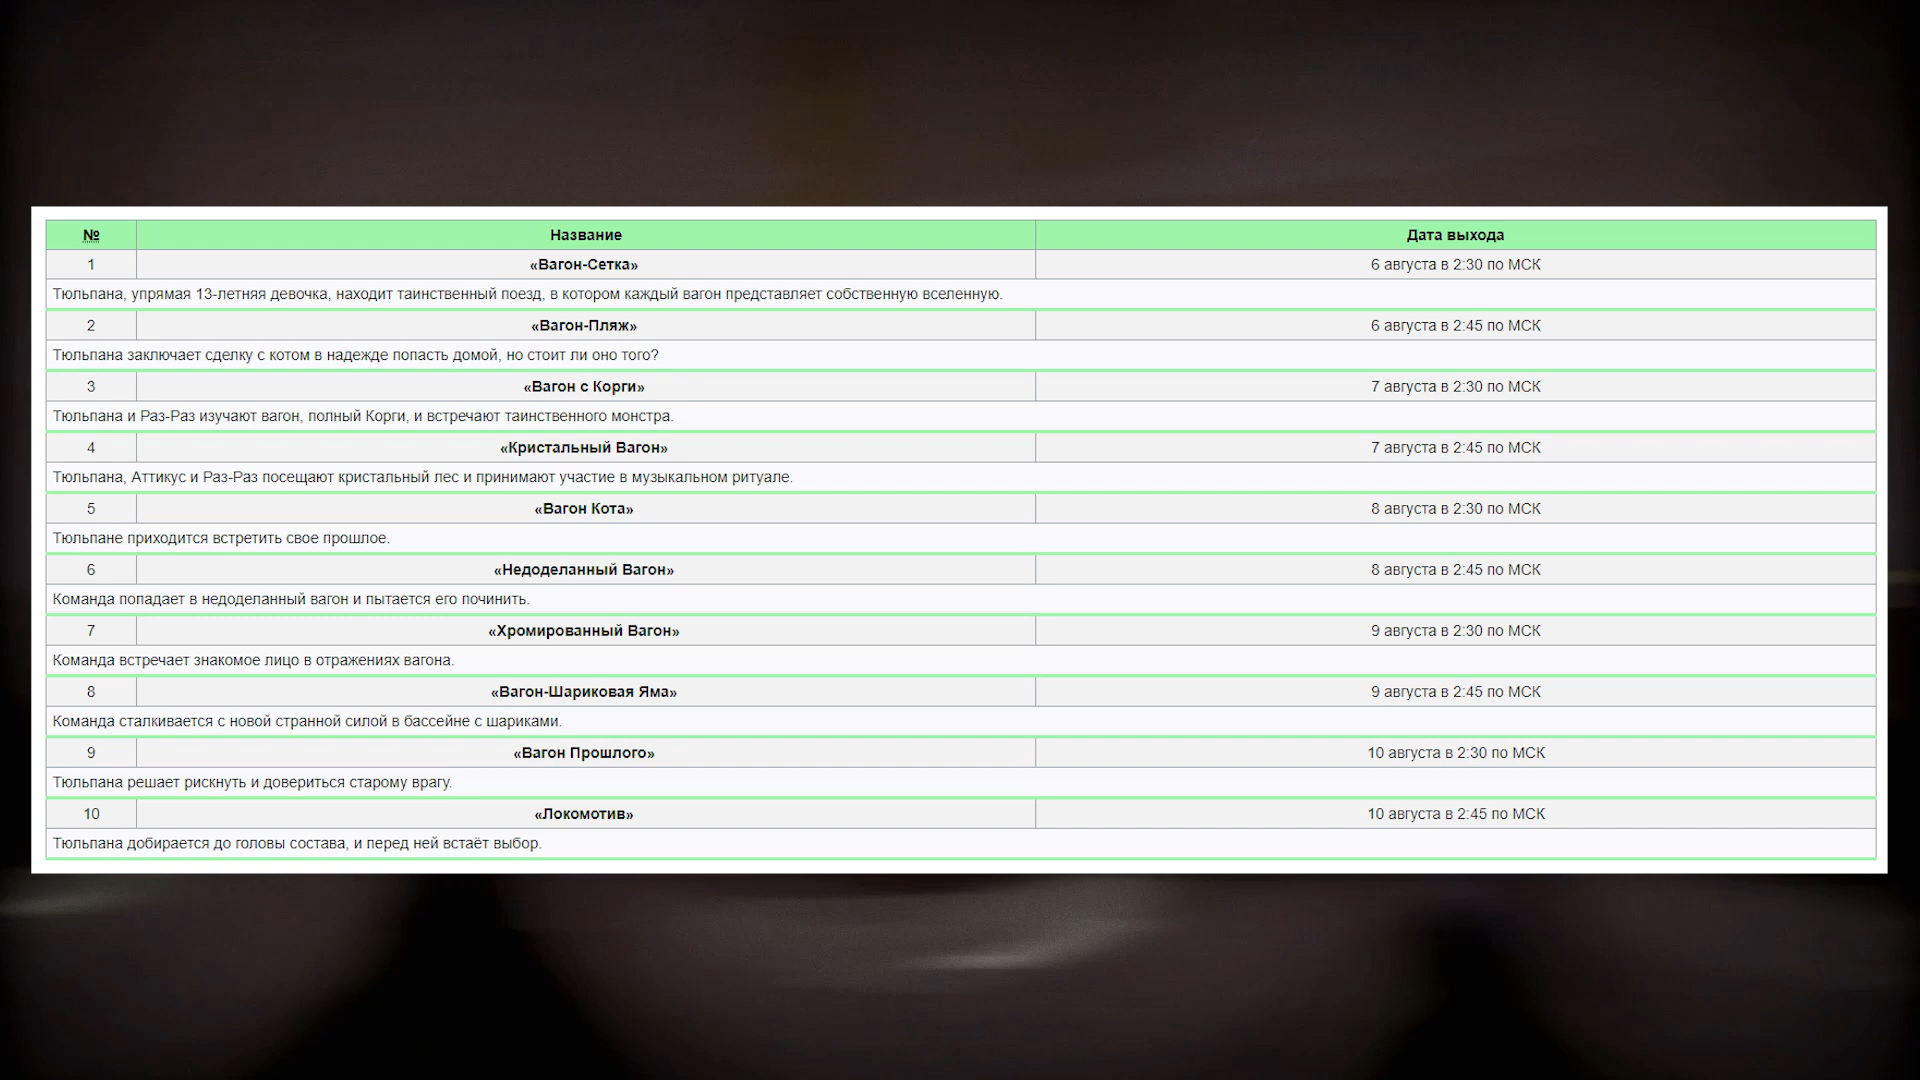 № Название Дата выхода
1 «Вагон-Сетка» 6 августа в 2:30 по МСК
Тюльпана, упрямая 13-летняя девочка, находит таинственный поезд, в котором каждый вагон представляет собственную вселенную.
2 «Вагон-Пляж» 6 августа в 2:45 по МСК
Тюльпана заключает сделку с котом в надежде попасть домой, но стоит ли оно того?
3 «Вагон с Корги» 7 августа в 2:30 по МСК
Тюльпана и Раз-Раз изучают вагон, полный Корги, и встречают таинственного монстра.
4 «Кристальный Вагон» 7 августа в 2:45 по МСК
Тюльпана, Аттикус и Раз-Раз посещают кристальный лес и принимают участие в музыкальном ритуале.
5 «Вагон Кота» 8 августа в 2:30 по МСК
Тюльпане приходится встретить свое прошлое.
6 «Недоделанный Вагон» 8 августа в 2:45 по МСК
Команда попадает в недоделанный вагон и пытается его починить.
7 «Хромированный Вагон» 9 августа в 2:30 по МСК
Команда встречает знакомое лицо в отражениях вагона.
8 «Вагон-Шариковая Яма» 9 августа в 2:45 по МСК
Команда сталкивается с новой странной силой в бассейне с шариками.
9 «Вагон Прошлого» 10 августа в 2:30 по МСК
Тюльпана решает рискнуть и довериться старому врагу.
10 «Локомотив» 10 августа в 2:45 по МСК
Тюльпана добирается до головы состава, и перед ней встаёт выбор.